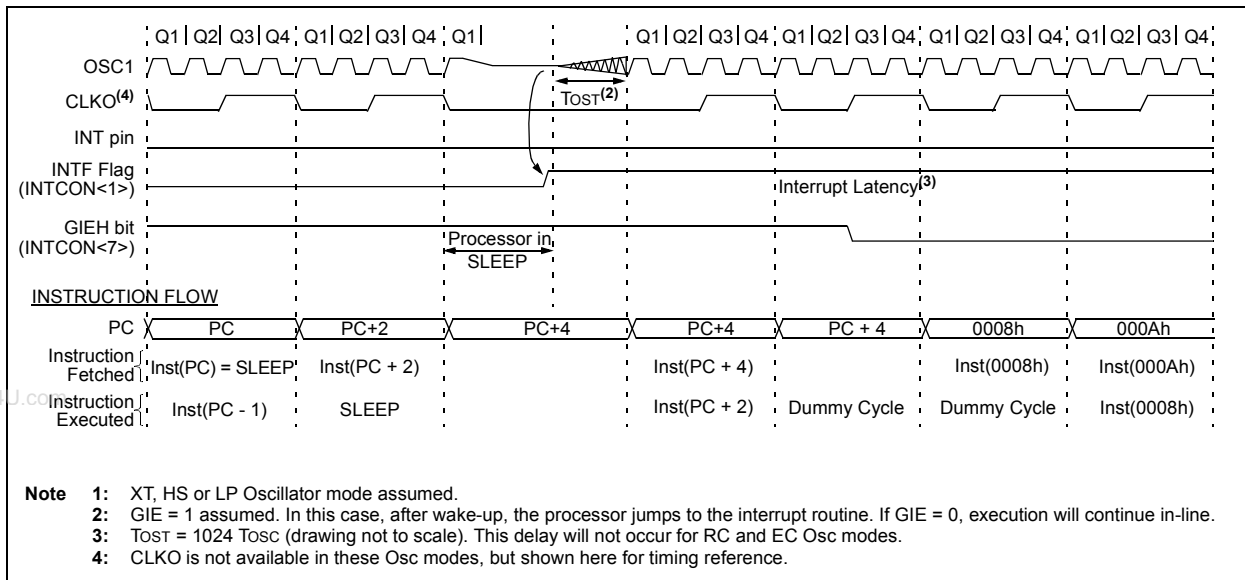 Q1 | Q2 | Q3 | Q4 Q1 | Q2 | Q3 | Q4 Q1 | Q1 | Q2 | Q3 | Q4 Q1 | Q2 | Q3 | Q4 Q1 | Q2 | Q3 | Q4 Q1 | Q2 | Q3 | Q4
OSC1
CLKO(4) TOST(2)
INT pin
INTF Flag
(INTCON<1>) Interrupt Latency(3)
GIEH bit
(INTCON<7>) Processor in
SLEEP
INSTRUCTION FLOW
PC PC PC+2 PC+4 PC+4 PC + 4 0008h 000Ah
Instruction
Fetched Inst(PC) = SLEEP Inst(PC + 2) Inst(PC + 4) Inst(0008h) Inst(000Ah)
Instruction
Executed Inst(PC - 1) SLEEP Inst(PC + 2) Dummy Cycle Dummy Cycle Inst(0008h)
4U.com
Note 1: XT, HS or LP Oscillator mode assumed.
2: GIE = 1 assumed. In this case, after wake-up, the processor jumps to the interrupt routine. If GIE = 0, execution will continue in-line.
3: TOST = 1024 TOSC (drawing not to scale). This delay will not occur for RC and EC Osc modes.
4: CLKO is not available in these Osc modes, but shown here for timing reference.